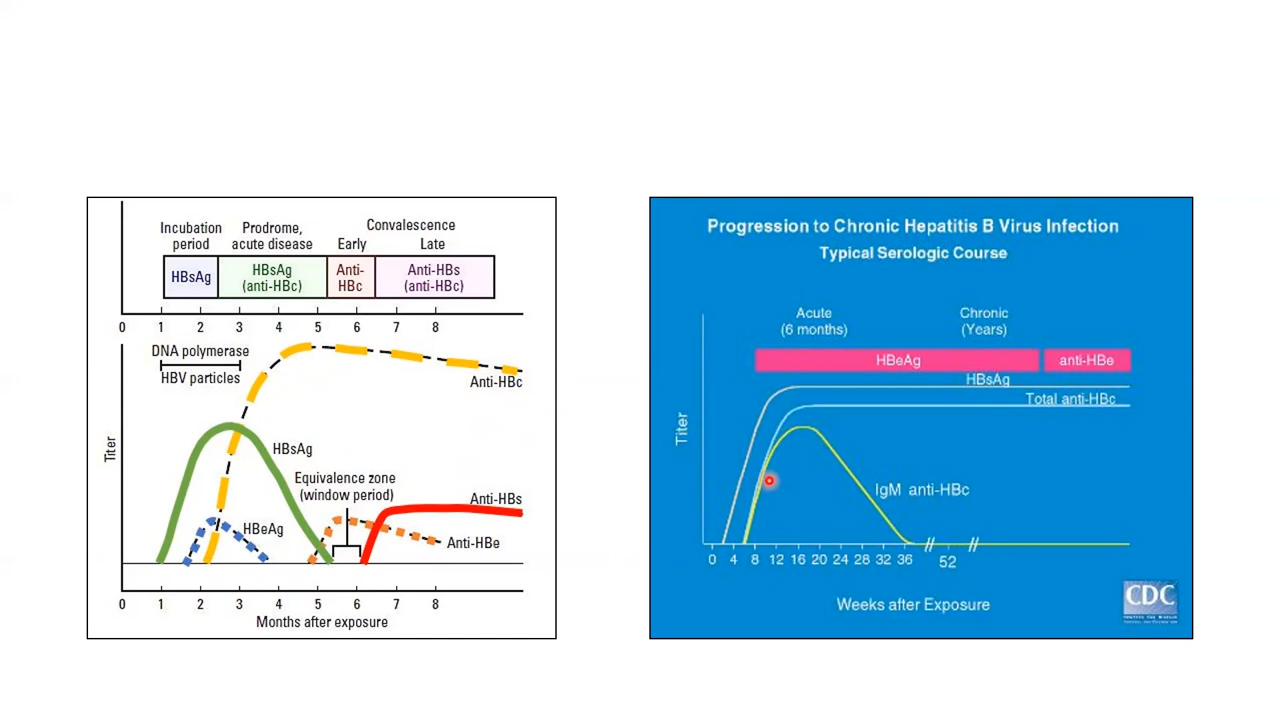 Convalescence
Incubation
period
Prodrome,
acute disease
Early
Late
HBsAg
HBsAg
(anti-HBc)
Anti-
HBc
Anti-HBs
(anti-HBc)
0 1 2 3 4 5 6 7 8
DNA polymerase
HBV particles
Anti-HBc
HBsAg
Equivalence zone
(window period)
Anti-HBs
HBeAg
Anti-HBe
Titer
0 1 2 3 4 5 6 7 8
Months after exposure
Progression to Chronic Hepatitis B Virus Infection
Typical Serologic Course
Acute
(6 months)
Chronic
(Years)
HBeAg
anti-HBe
HBsAg
Total anti-HBc
Titer
IgM anti-HBc
0 4 8 12 16 20 24 28 32 36 // 52 //
Weeks after Exposure
CDC